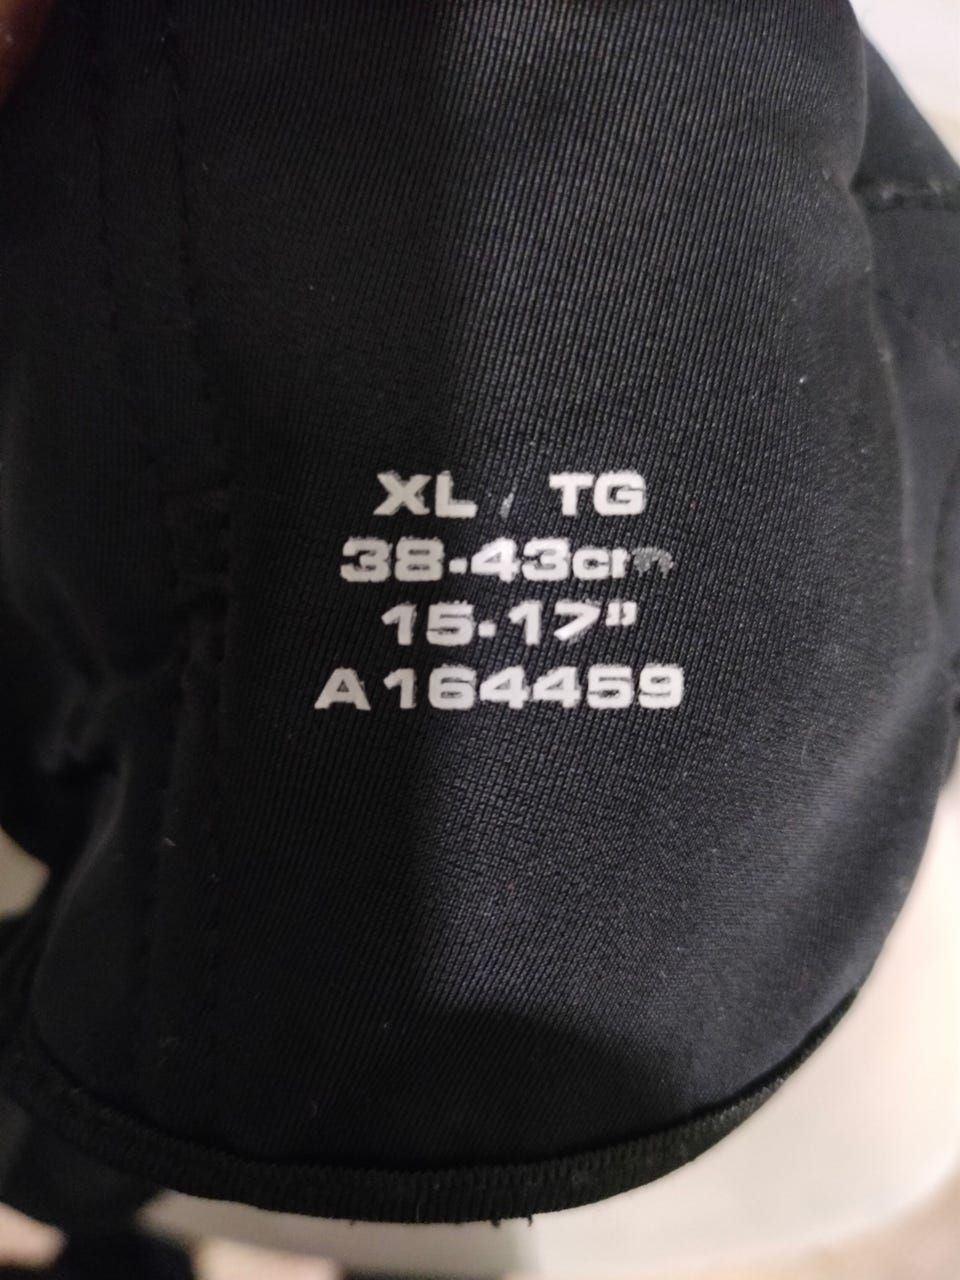 XL / TG
38-43cm
15-17"
A164459